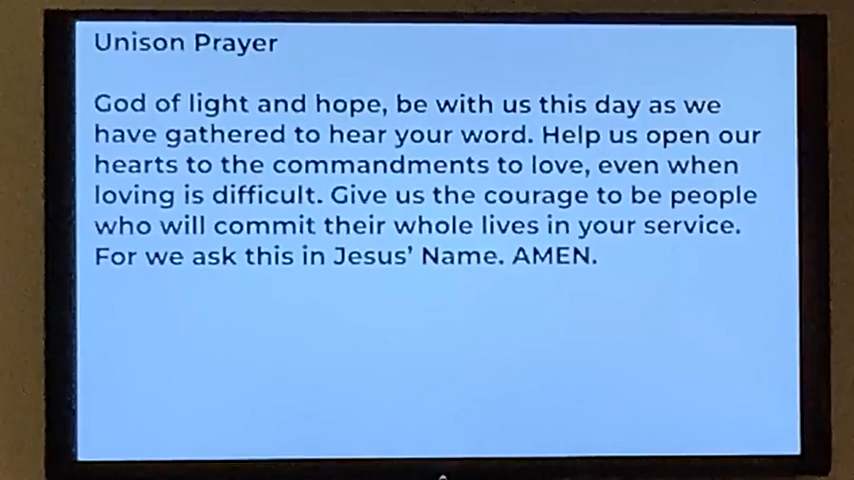 Unison Prayer
God of light and hope, be with us this day as we
have gathered to hear your word. Help us open our
hearts to the commandments to love, even when
loving is difficult. Give us the courage to be people
who will commit their whole lives in your service.
For we ask this in Jesus’ Name. AMEN.